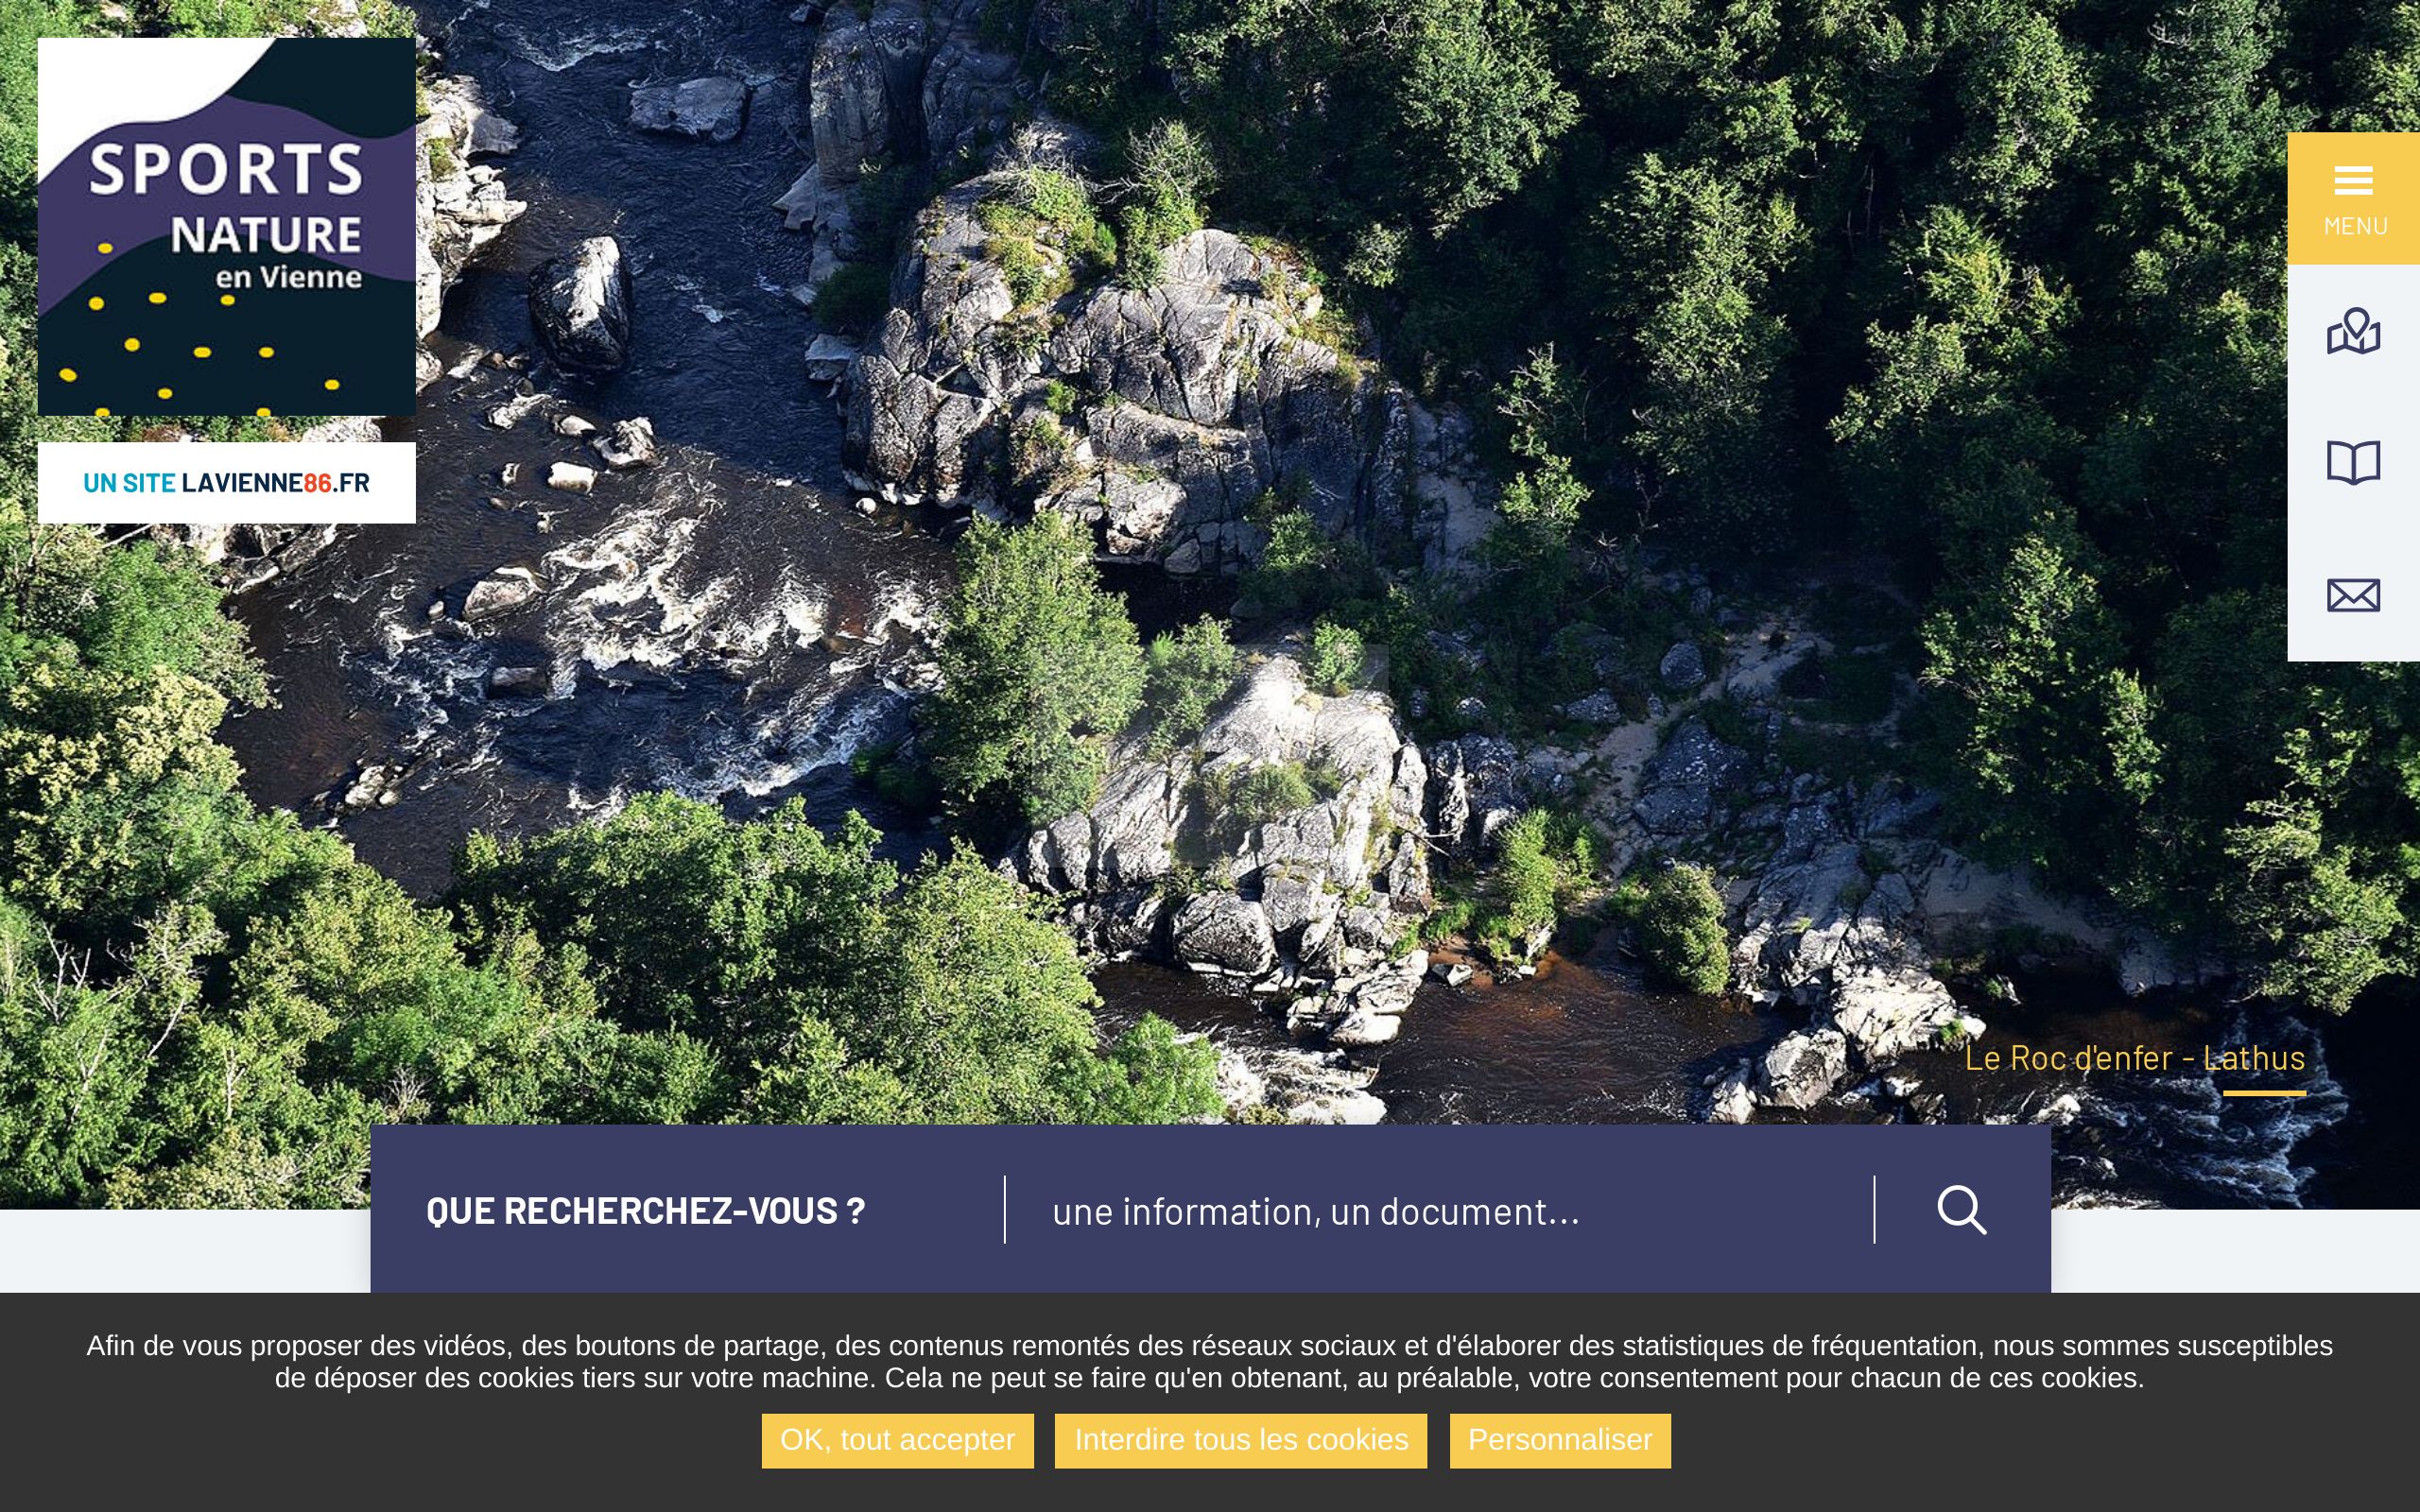 SPORTS
NATURE
en Vienne
UN SITE LAVIENNE86.FR
MENU
Le Roc d'enfer - Lathus
QUE RECHERCHEZ-VOUS ?
une information, un document...
Afin de vous proposer des vidéos, des boutons de partage, des contenus remontés des réseaux sociaux et d'élaborer des statistiques de fréquentation, nous sommes susceptibles
de déposer des cookies tiers sur votre machine. Cela ne peut se faire qu'en obtenant, au préalable, votre consentement pour chacun de ces cookies.
OK, tout accepter
Interdire tous les cookies
Personnaliser